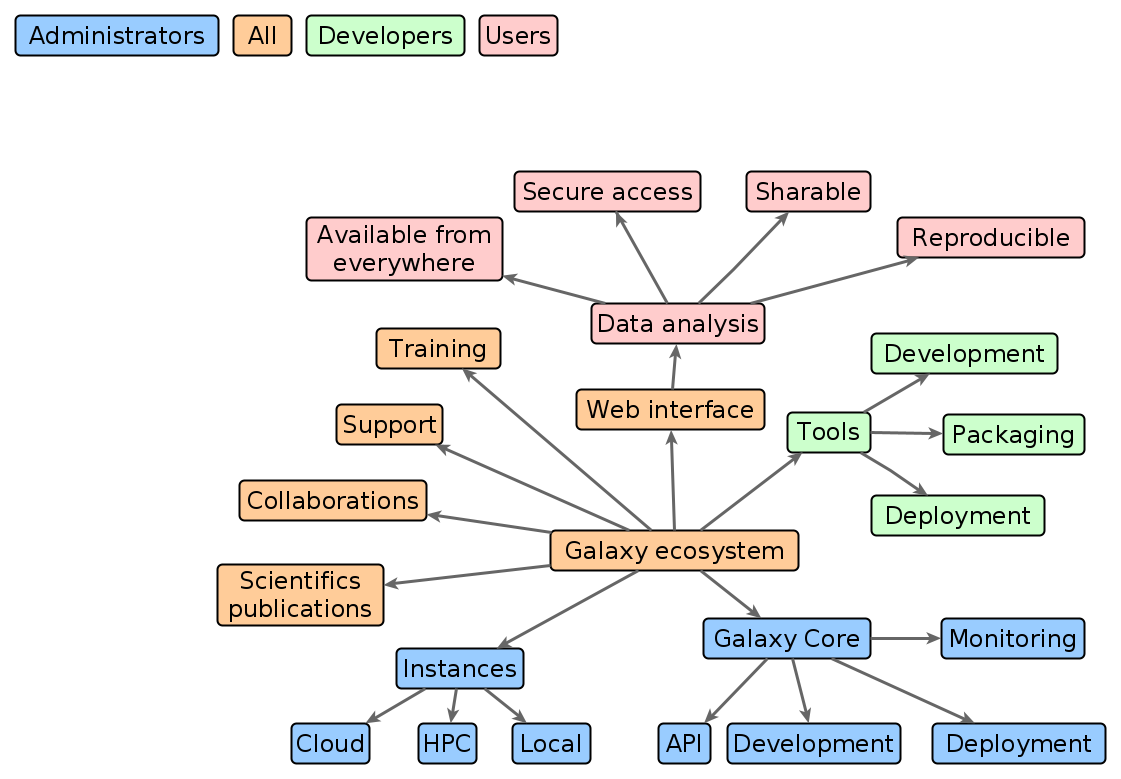 Administrators
All
Developers
Users
Secure access
Sharable
Available from
everywhere
Reproducible
Data analysis
Training
Development
Web interface
Support
Tools
Packaging
Collaborations
Deployment
Galaxy ecosystem
Scientifics
publications
Galaxy Core
Monitoring
Instances
Cloud
HPC
Local
API
Development
Deployment